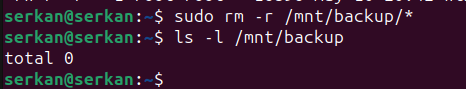 serkan@serkan:~$ sudo rm -r /mnt/backup/*
serkan@serkan:~$ ls -l /mnt/backup
total 0
serkan@serkan:~$